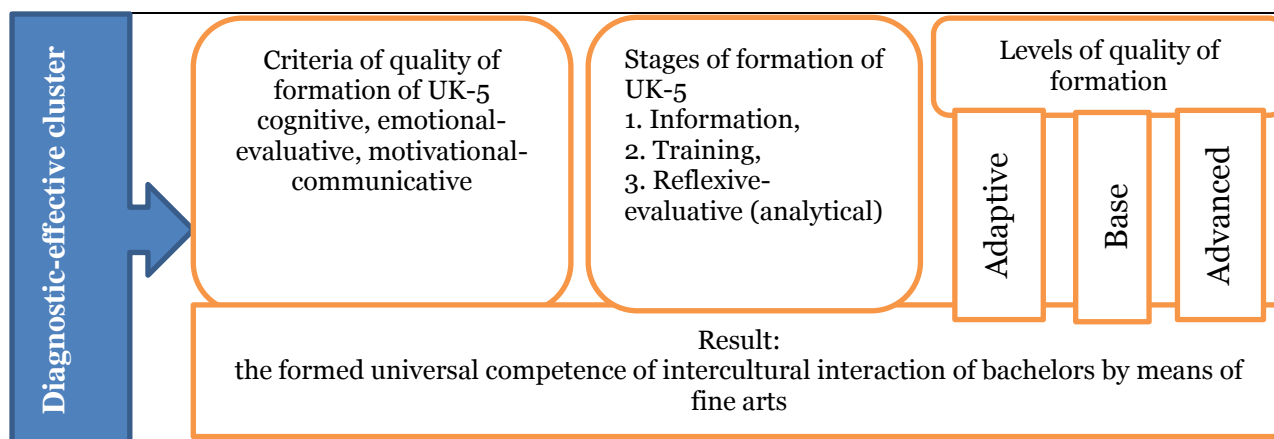 Diagnostic-effective cluster
Criteria of quality of
formation of UK-5
cognitive, emotional-
evaluative, motivational-
communicative
Stages of formation of
UK-5
1. Information,
2. Training,
3. Reflexive-
evaluative (analytical)
Levels of quality of
formation
Adaptive
Base
Advanced
Result:
the formed universal competence of intercultural interaction of bachelors by means of
fine arts